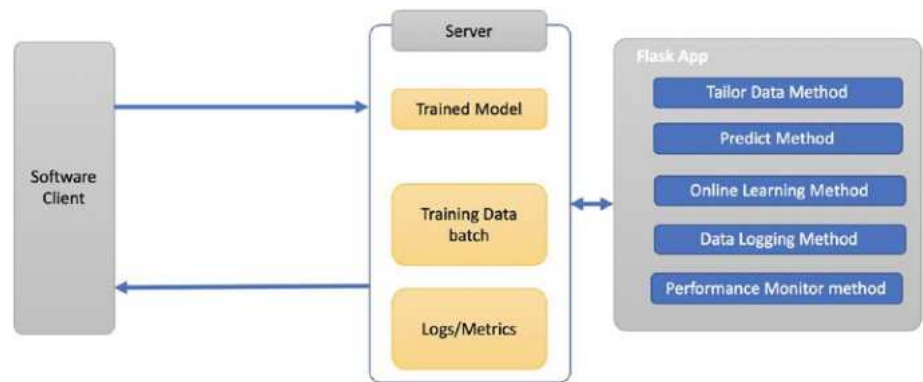 Server
Flask App
Trained Model
Tailor Data Method
Predict Method
Software
Client
Training Data
batch
Online Learning Method
Data Logging Method
Performance Monitor method
Logs/Metrics